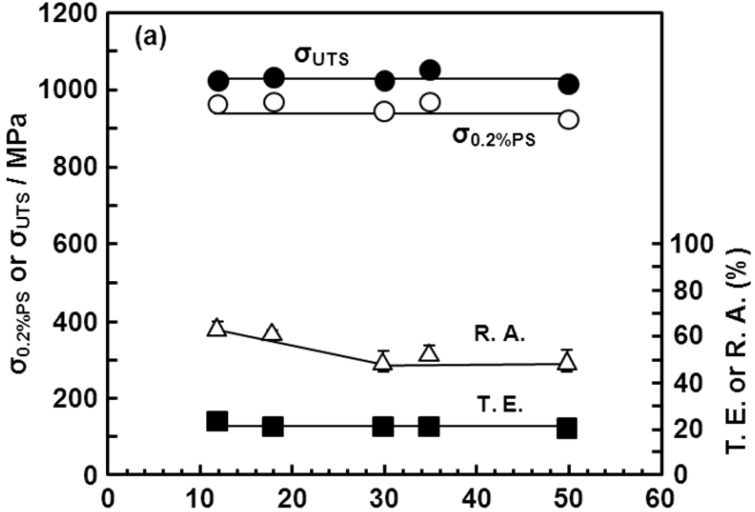 (a)
σUTS
σ0.2%PS
R. A.
T. E.
σ0.2%PS or σUTS / MPa
1200
1000
800
600
400
200
0
T. E. or R. A. (%)
100
80
60
40
20
0
0 10 20 30 40 50 60